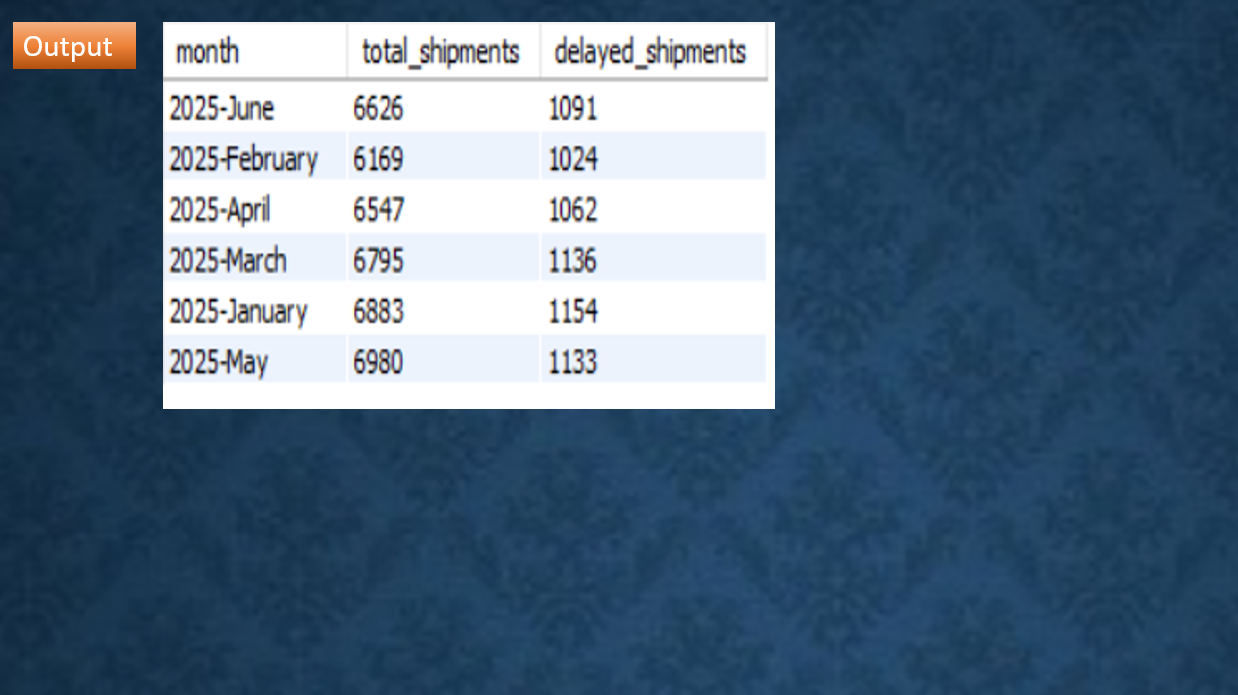 Output
month total_shipments delayed_shipments
2025-June 6626 1091
2025-February 6169 1024
2025-April 6547 1062
2025-March 6795 1136
2025-January 6883 1154
2025-May 6980 1133